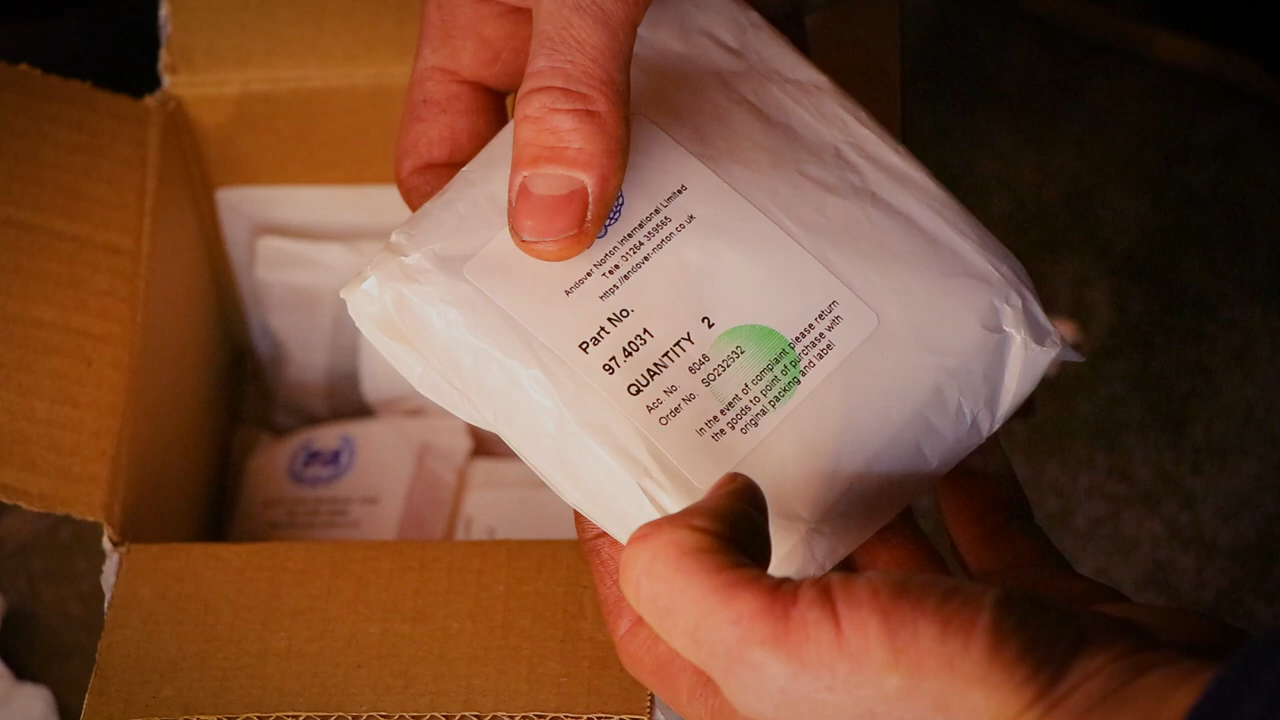 Andover Norton International Limited
Tele: 01264 359565
https://andover-norton.co.uk
Part No.
97.4031
QUANTITY 2
Acc. No. 6046
Order No. SO232532
In the event of complaint please return
the goods to point of purchase with
original packing and label